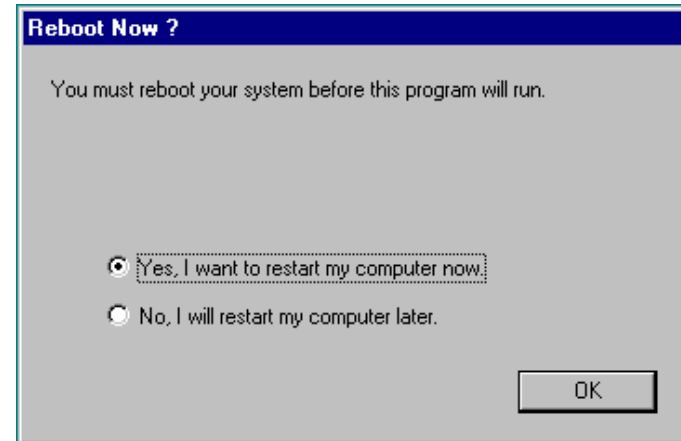 Reboot Now ?
You must reboot your system before this program will run.
Yes, I want to restart my computer now.
No, I will restart my computer later.
OK